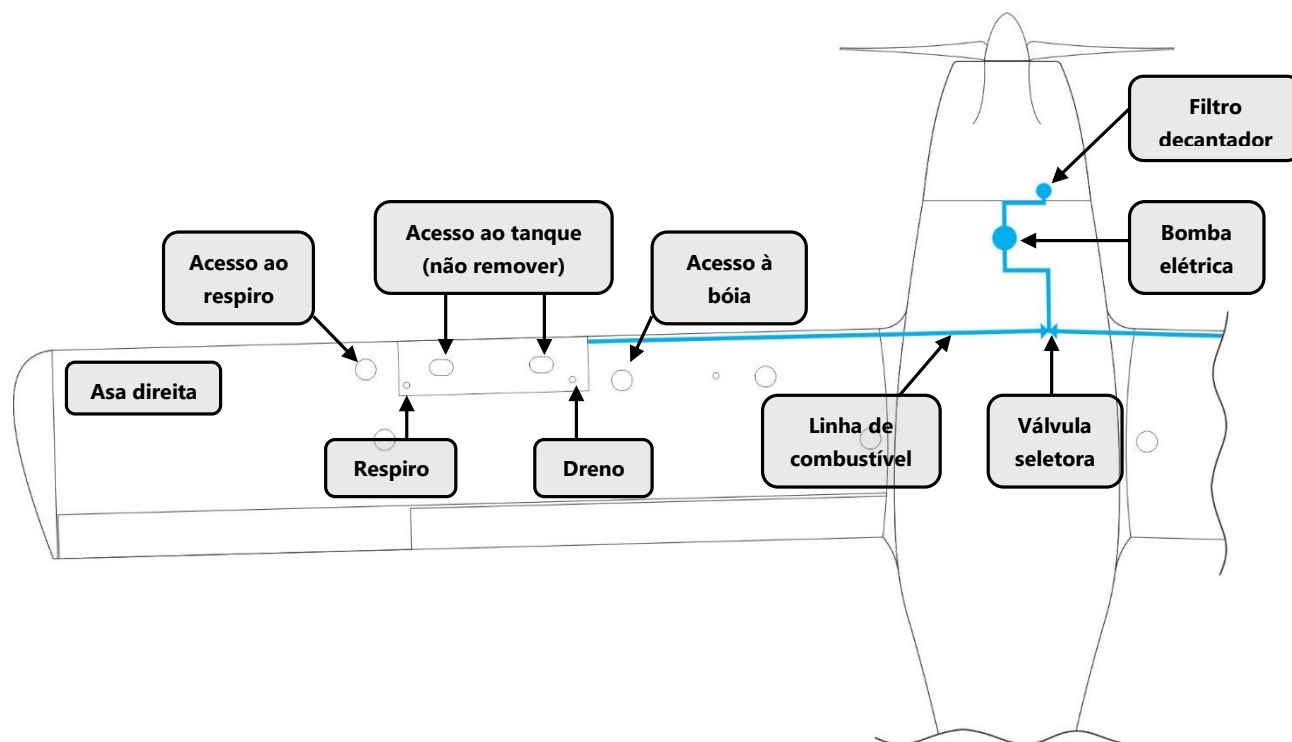 Filtro
decantador
Bomba
elétrica
Acesso ao tanque
(não remover)
Acesso ao
respiro
Acesso à
bóia
Asa direita
Respiro
Dreno
Linha de
combustível
Válvula
seletora